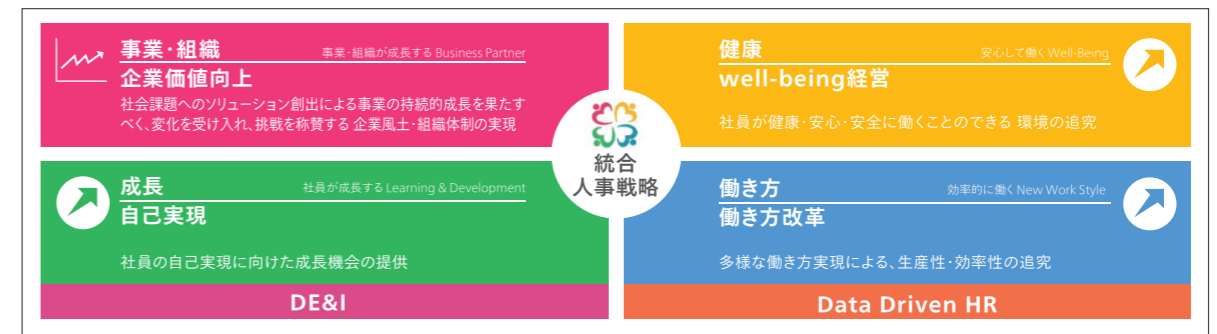 事業・組織 事業・組織が成長する Business Partner
企業価値向上
社会課題へのソリューション創出による事業の持続的成長を果たす
べく、変化を受け入れ、挑戦を称賛する 企業風土・組織体制の実現
健康 安心して働く Well-Being
well-being経営
社員が健康・安心・安全に働くことのできる 環境の追究
統合
人事戦略
成長 社員が成長する Learning & Development
自己実現
社員の自己実現に向けた成長機会の提供
働き方 効率的に働く New Work Style
働き方改革
多様な働き方実現による、生産性・効率性の追究
DE&I
Data Driven HR